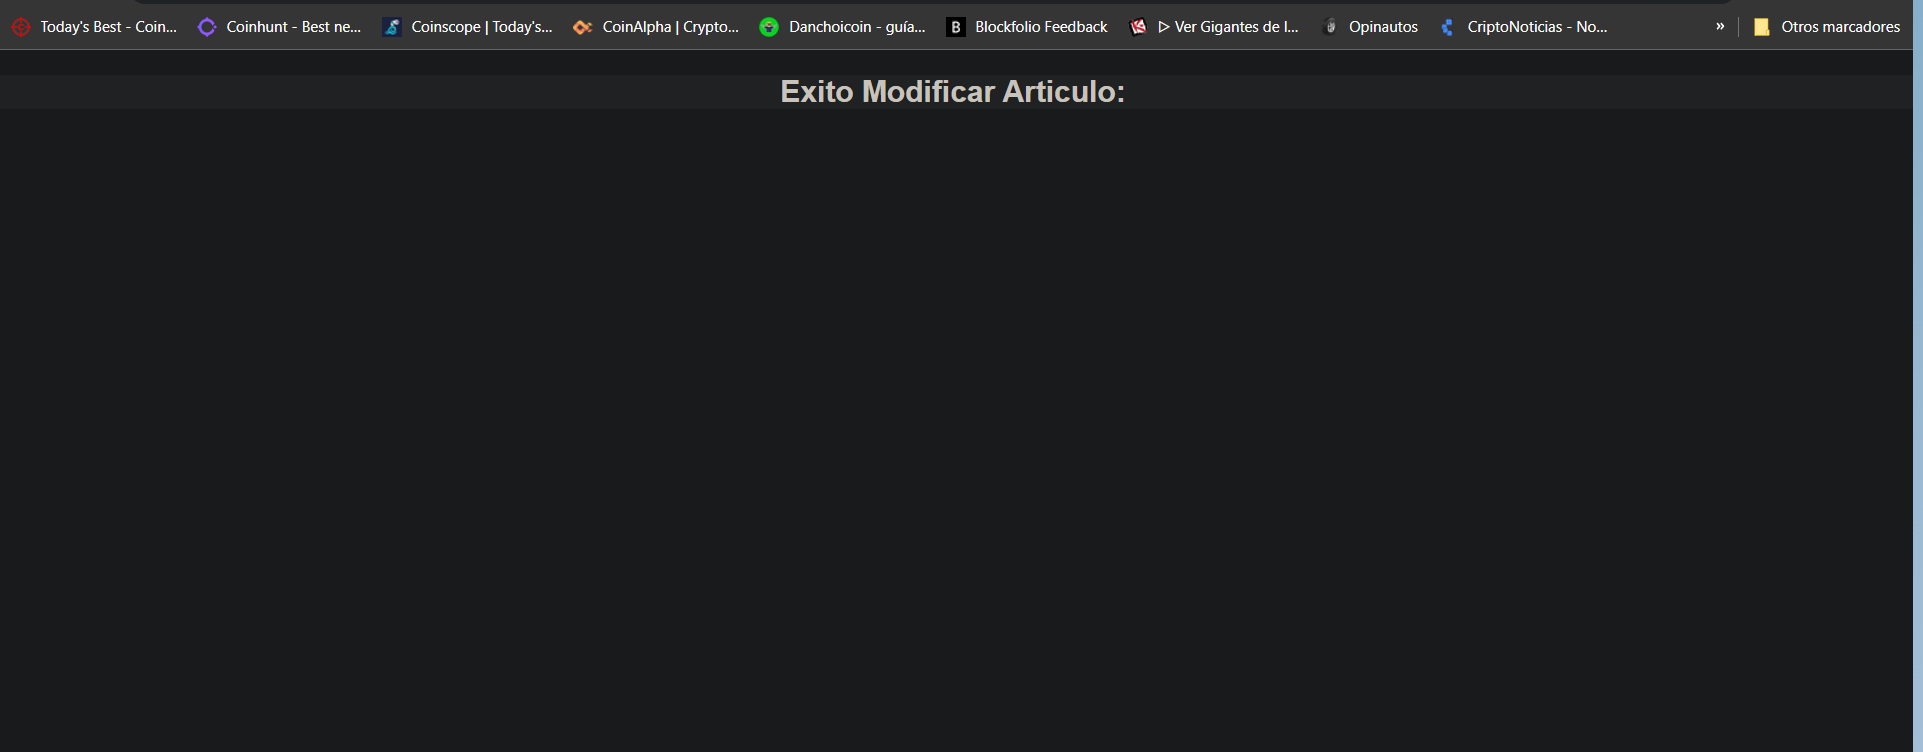 Today's Best - Coin... Coinhunt - Best ne... Coinscope | Today's... CoinAlpha | Crypto... Danchoicoin - guía... Blockfolio Feedback ▷ Ver Gigantes de l... Opinautos CriptoNoticias - No... » Otros marcadores
Exito Modificar Articulo: